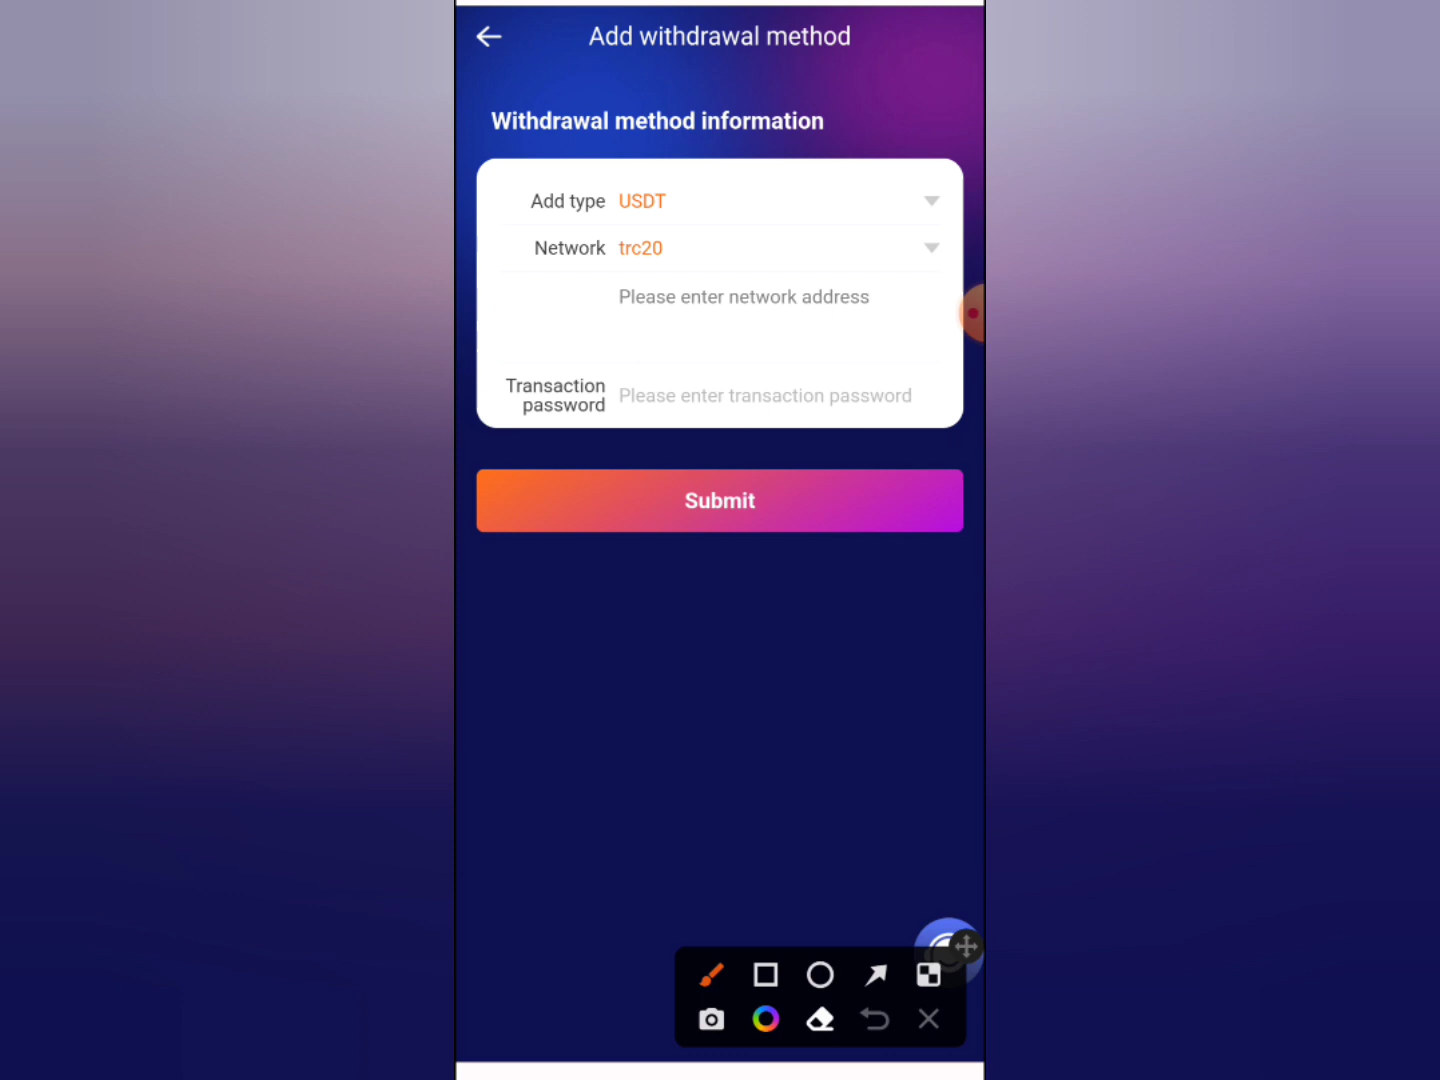 Add withdrawal method
Withdrawal method information
Add type USDT
Network trc20
Please enter network address
Transaction
password Please enter transaction password
Submit